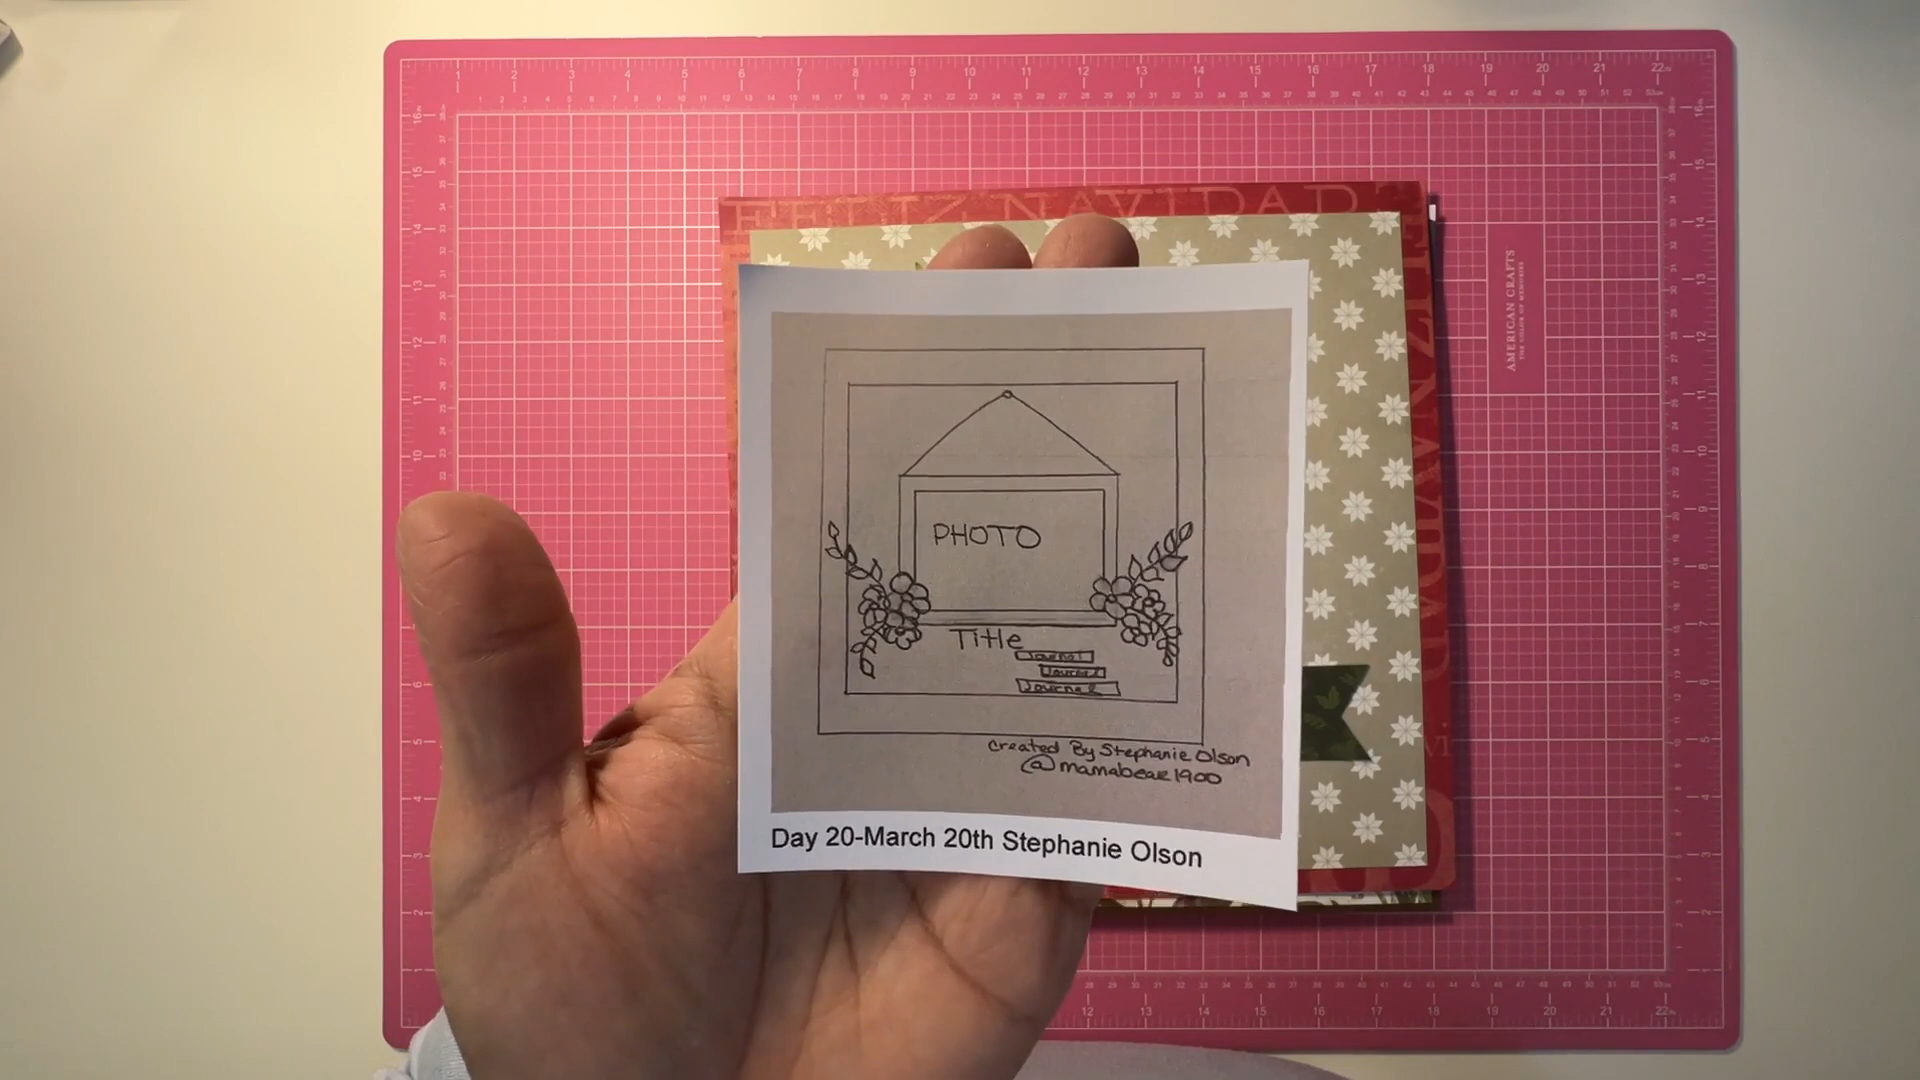 FELIZ NAVIDAD
PHOTO
Title
Journal
Journal
Journal
Created By Stephanie Olson
@mamabear1900
Day 20-March 20th Stephanie Olson
AMERICAN CRAFTS